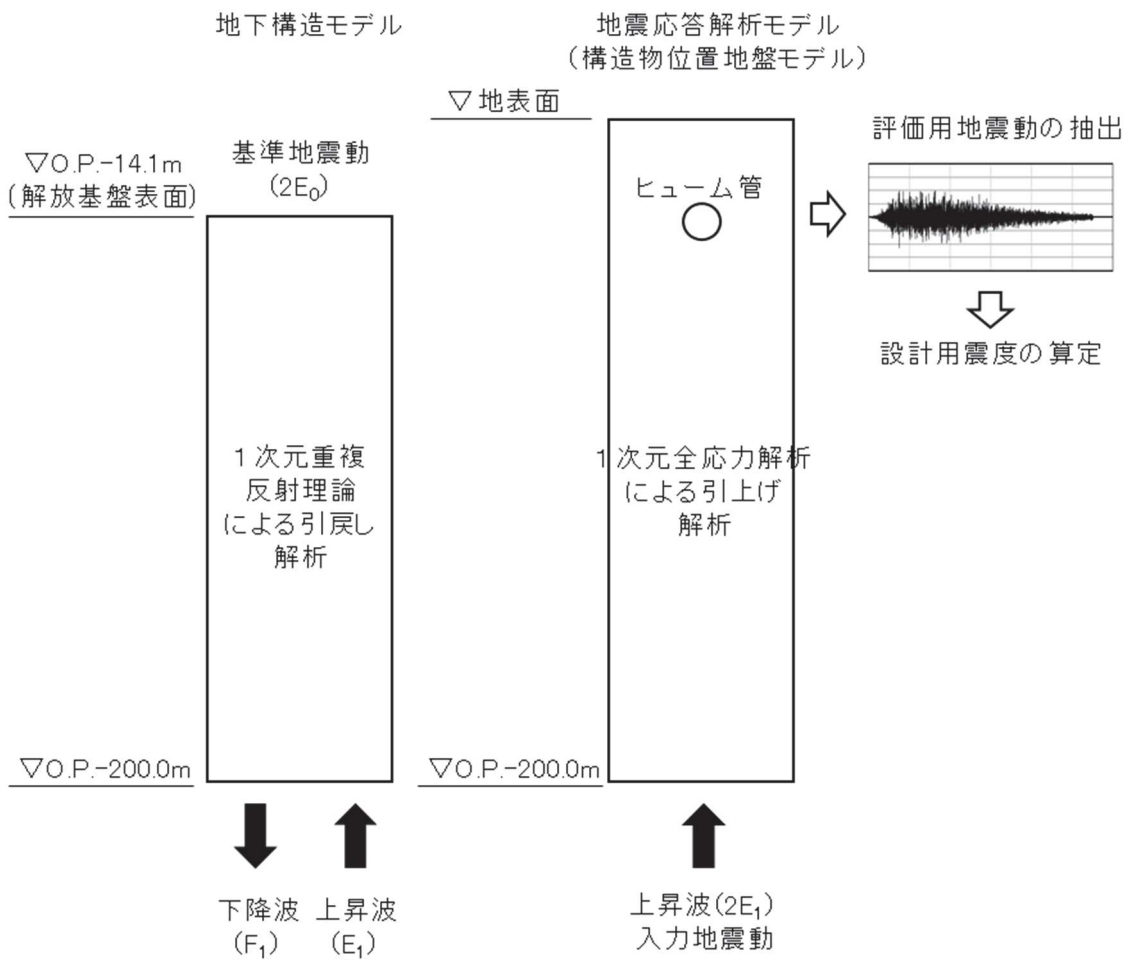 地下構造モデル
▽O.P.-14.1m
(解放基盤表面)
基準地震動
(2E₀)
1次元重複
反射理論
による引戻し
解析
▽O.P.-200.0m
下降波
(F₁)
上昇波
(E₁)
地震応答解析モデル
(構造物位置地盤モデル)
▽地表面
ヒューム管
1次元全応力解析
による引上げ
解析
▽O.P.-200.0m
上昇波(2E₁)
入力地震動
評価用地震動の抽出
設計用震度の算定